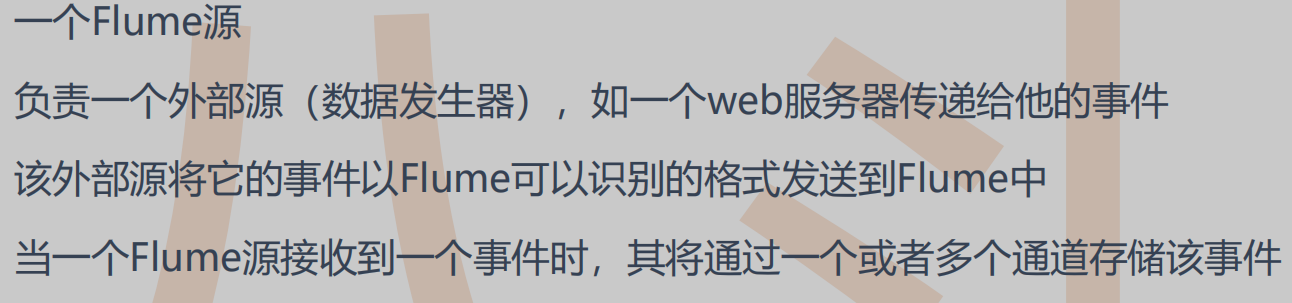 一个Flume源
负责一个外部源（数据发生器），如一个web服务器传递给他的事件
该外部源将它的事件以Flume可以识别的格式发送到Flume中
当一个Flume源接收到一个事件时，其将通过一个或者多个通道存储该事件